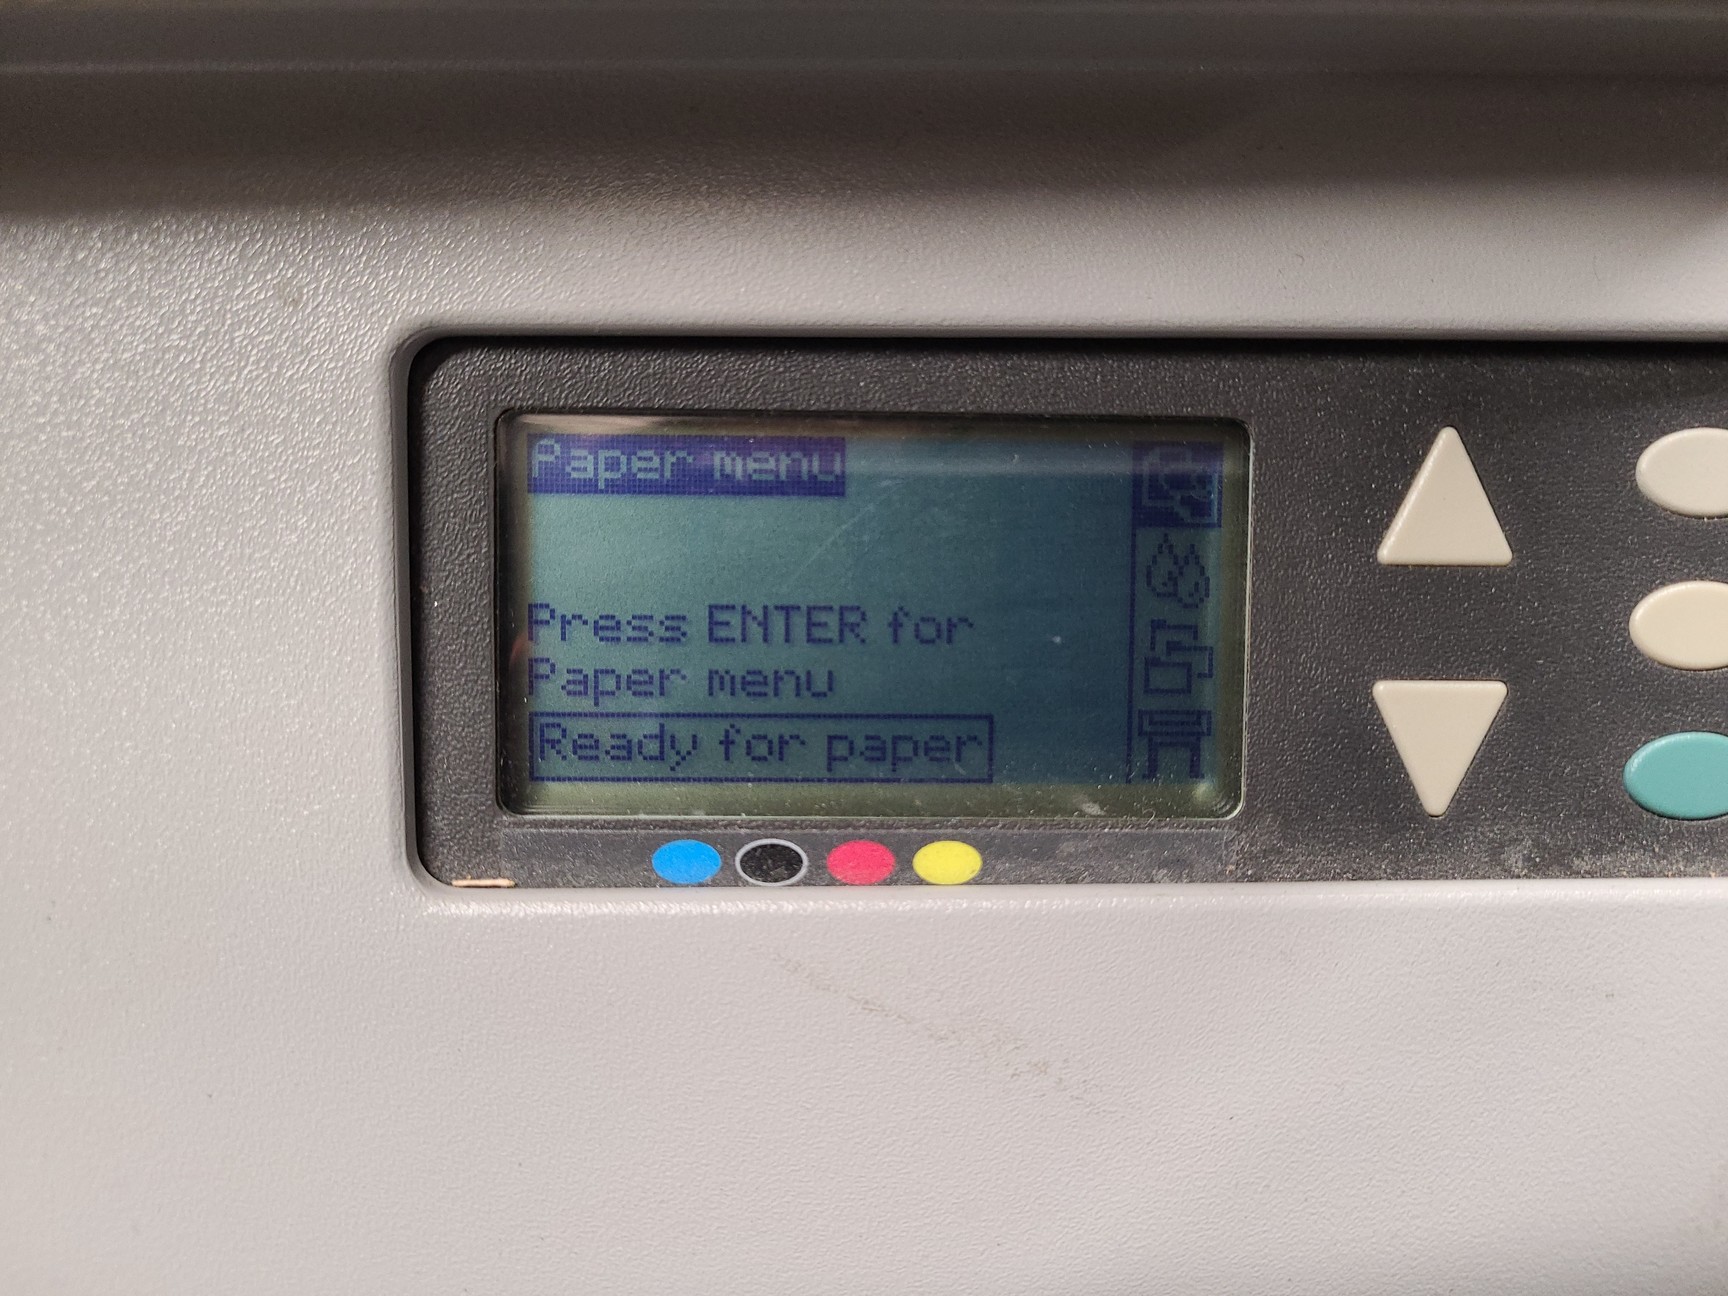 Paper menu
Press ENTER for
Paper menu
Ready for paper